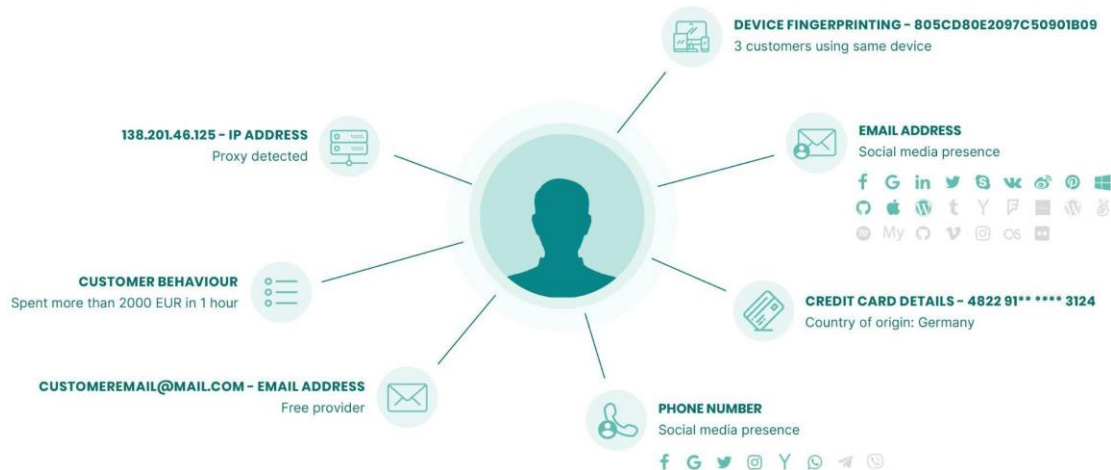 DEVICE FINGERPRINTING - 805CD80E2097C50901B09
3 customers using same device
138.201.46.125 - IP ADDRESS
Proxy detected
EMAIL ADDRESS
Social media presence
CUSTOMER BEHAVIOUR
Spent more than 2000 EUR in 1 hour
CREDIT CARD DETAILS - 4822 91** **** 3124
Country of origin: Germany
CUSTOMEREMAIL@MAIL.COM - EMAIL ADDRESS
Free provider
PHONE NUMBER
Social media presence